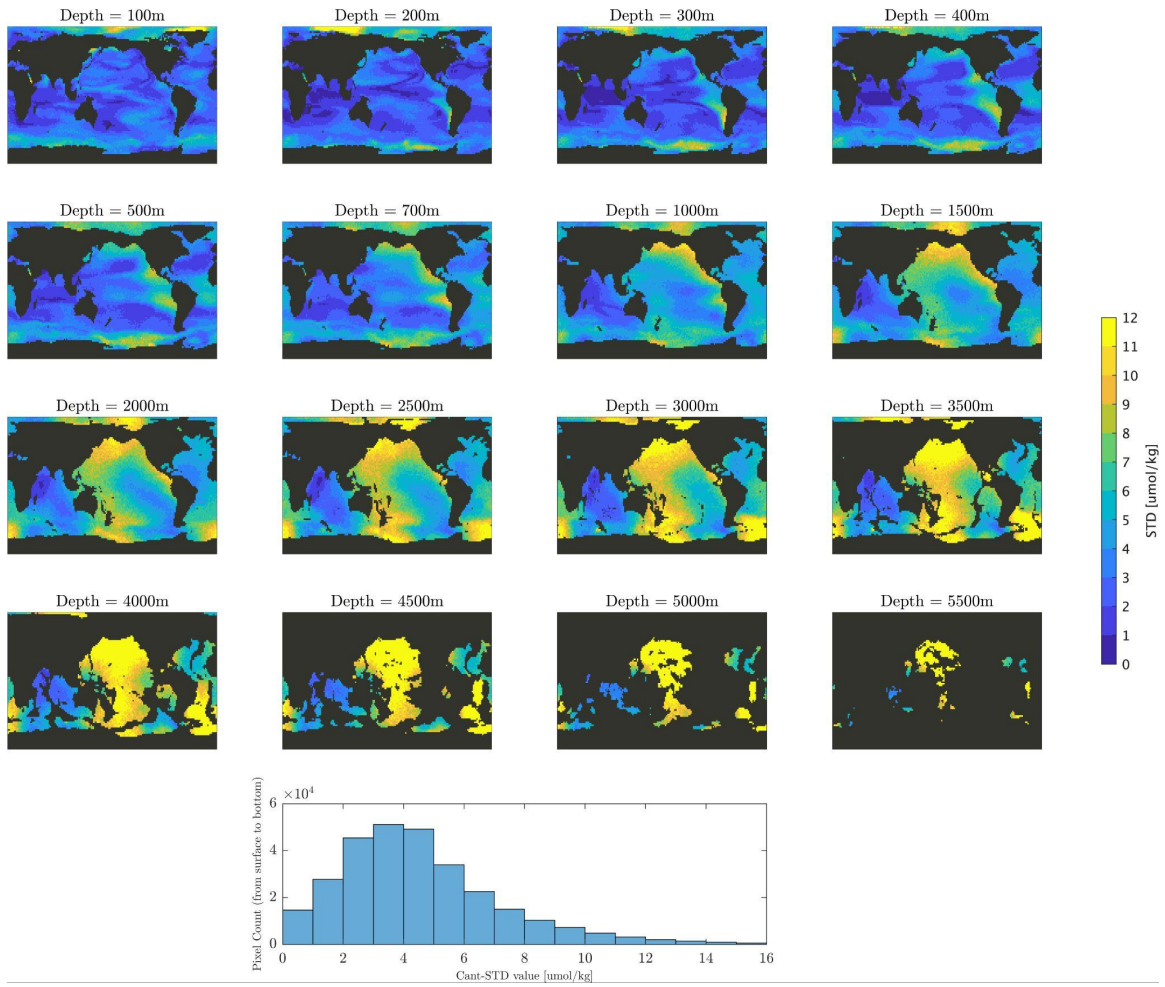 Depth = 100m
Depth = 200m
Depth = 300m
Depth = 400m
Depth = 500m
Depth = 700m
Depth = 1000m
Depth = 1500m
Depth = 2000m
Depth = 2500m
Depth = 3000m
Depth = 3500m
Depth = 4000m
Depth = 4500m
Depth = 5000m
Depth = 5500m
12
11
10
9
8
7
6
5
4
3
2
1
0
STD [umol/kg]
×10⁴
6
4
2
0
Pixel Count (from surface to bottom)
0 2 4 6 8 10 12 14 16
Cant-STD value [umol/kg]